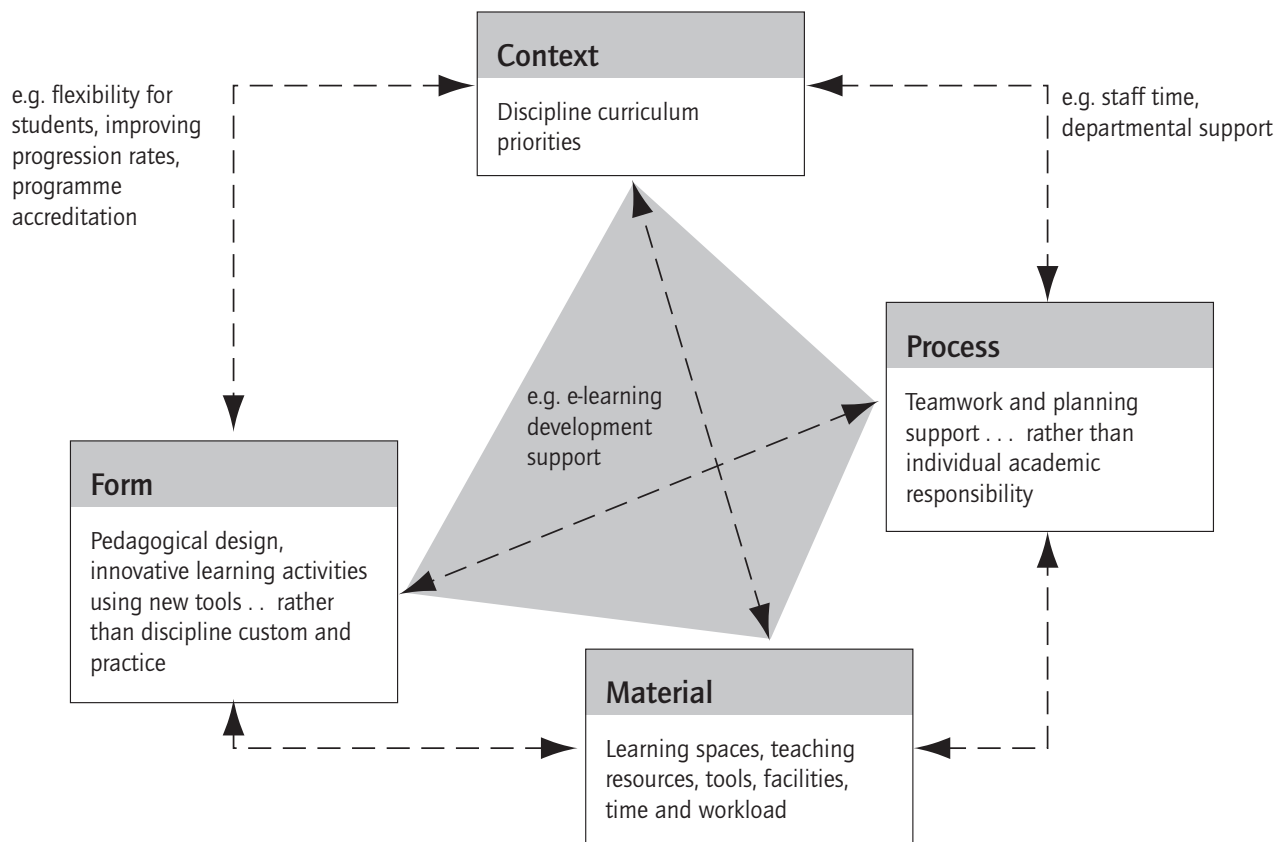 Context
Discipline curriculum
priorities
e.g. flexibility for
students, improving
progression rates,
programme
accreditation
e.g. staff time,
departmental support
Process
Teamwork and planning
support . . . rather than
individual academic
responsibility
e.g. e-learning
development
support
Form
Pedagogical design,
innovative learning activities
using new tools . . rather
than discipline custom and
practice
Material
Learning spaces, teaching
resources, tools, facilities,
time and workload